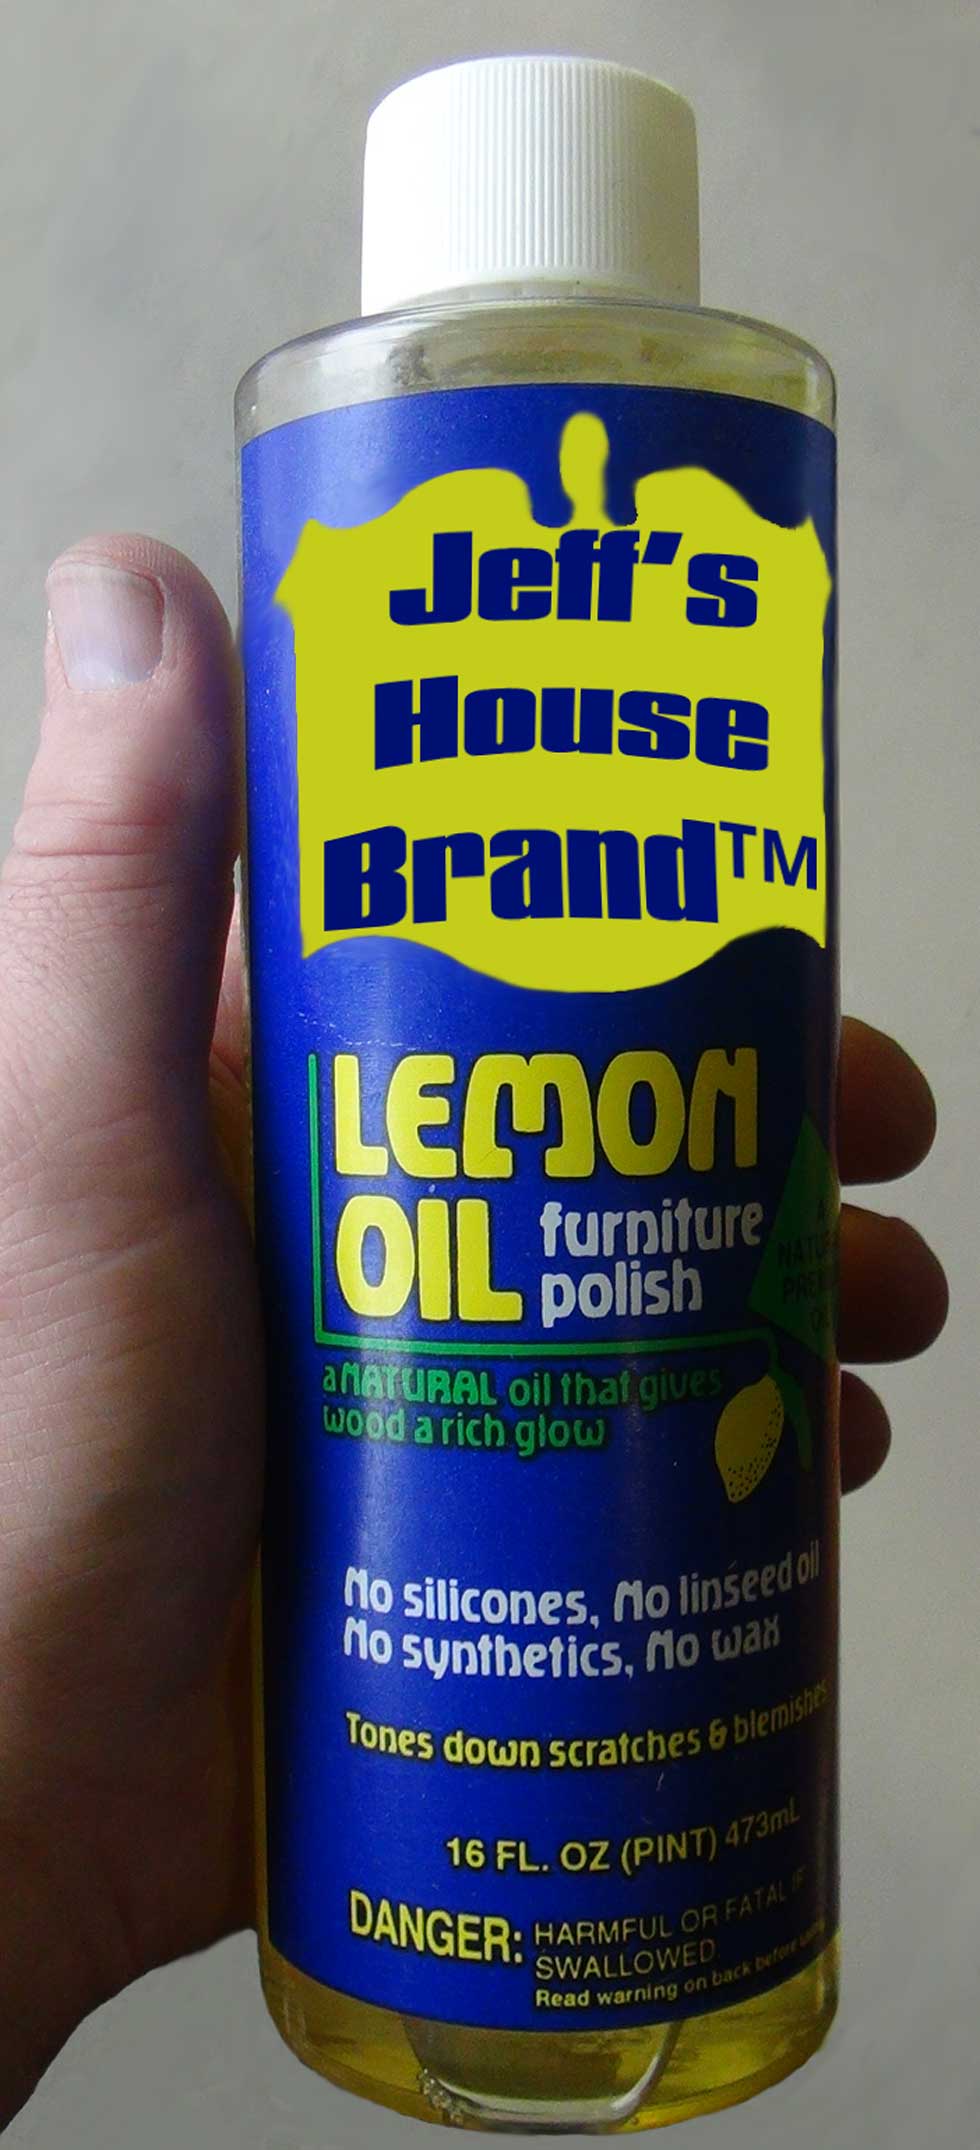 Jeff's
House
Brand™
LEMON
OIL furniture
polish
a NATURAL oil that gives
wood a rich glow
No silicones, No linseed oil
No synthetics, No wax
Tones down scratches & blemishes
16 FL. OZ (PINT) 473mL
DANGER: HARMFUL OR FATAL IF
SWALLOWED.
Read warning on back before using